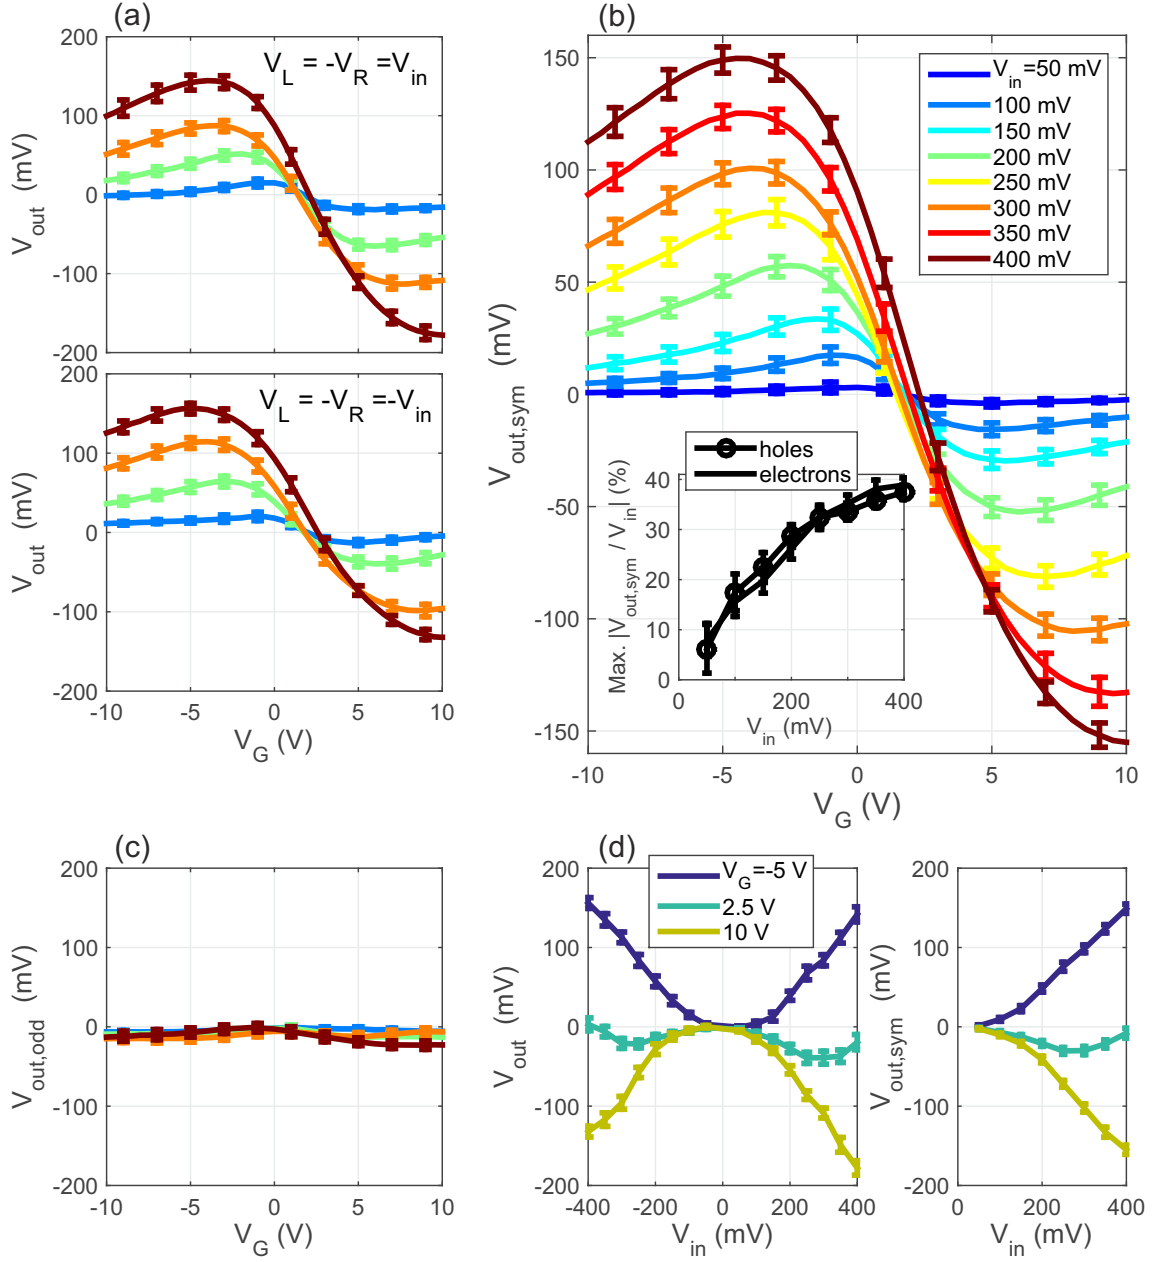 (a)
200
100
0
-100
-200
V_out (mV)
V_L = -V_R =V_in
200
100
0
-100
-200
V_out (mV)
V_L = -V_R =-V_in
-10
-5
0
5
10
V_G (V)
(b)
150
100
50
0
-50
-100
-150
V_out,sym (mV)
V_in=50 mV
100 mV
150 mV
200 mV
250 mV
300 mV
350 mV
400 mV
holes
electrons
Max. |V_out,sym / V_in| (%)
40
30
20
10
0
0
200
400
V_in (mV)
-10
-5
0
5
10
V_G (V)
(c)
200
100
0
-100
-200
V_out,odd (mV)
-10
-5
0
5
10
V_G (V)
(d)
V_G=-5 V
2.5 V
10 V
200
100
0
-100
-200
V_out (mV)
-400
-200
0
200
400
V_in (mV)
200
100
0
-100
-200
V_out,sym (mV)
0
200
400
V_in (mV)